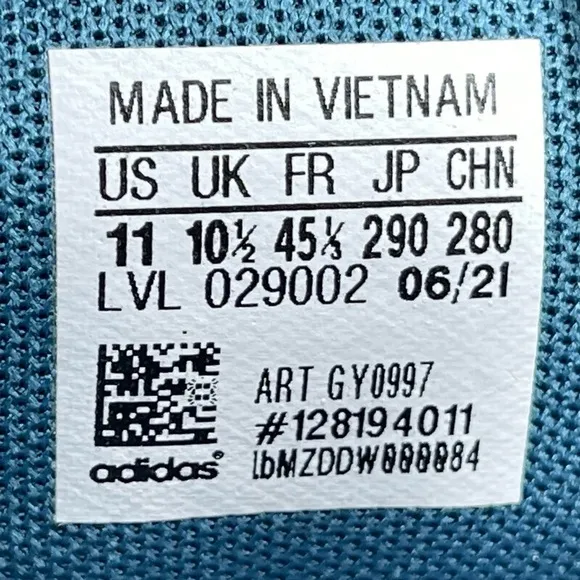 MADE IN VIETNAM
US UK FR JP CHN
11 10½ 45⅓ 290 280
LVL 029002 06/21
ART GY0997
#128194011
adidas®